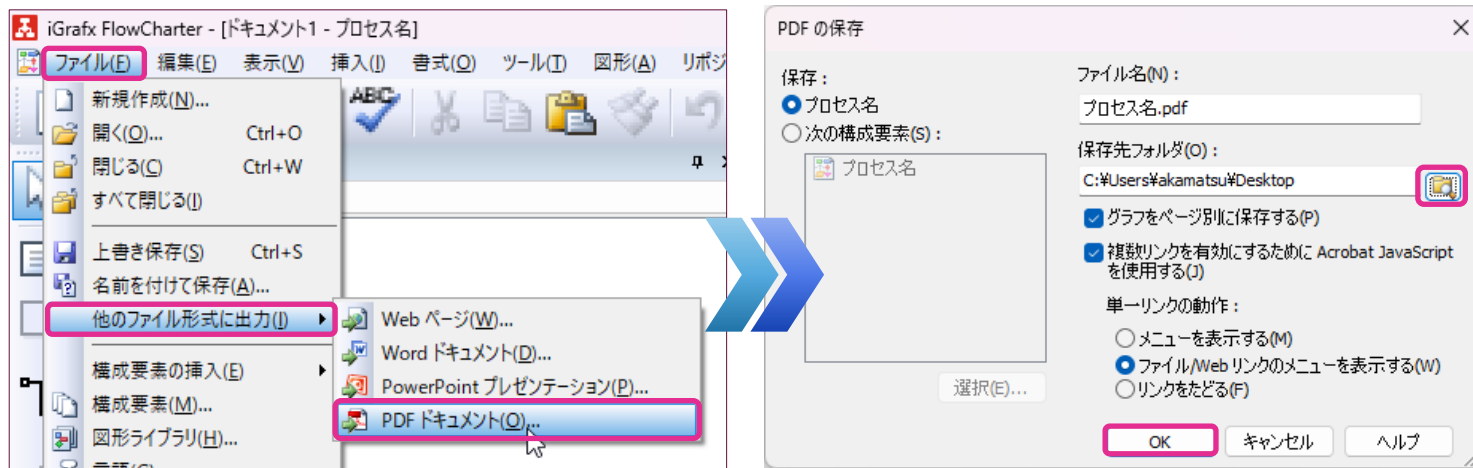 iGrafx FlowCharter - [ドキュメント1 - プロセス名]
ファイル(F) 編集(E) 表示(V) 挿入(I) 書式(O) ツール(T) 図形(A) リポジ
新規作成(N)...
開く(O)... Ctrl+O
閉じる(C) Ctrl+W
すべて閉じる(I)
上書き保存(S) Ctrl+S
名前を付けて保存(A)...
他のファイル形式に出力(I)
構成要素の挿入(E)
構成要素(M)...
図形ライブラリ(H)...
ABC
Web ページ(W)...
Word ドキュメント(D)...
PowerPoint プレゼンテーション(P)...
PDF ドキュメント(O)...
PDF の保存
保存：
プロセス名
次の構成要素(S)：
プロセス名
選択(E)...
ファイル名(N)：
プロセス名.pdf
保存先フォルダ(O)：
C:¥Users¥akamatsu¥Desktop
グラフをページ別に保存する(P)
複数リンクを有効にするために Acrobat JavaScript
を使用する(J)
単一リンクの動作：
メニューを表示する(M)
ファイル/Web リンクのメニューを表示する(W)
リンクをたどる(F)
OK キャンセル ヘルプ